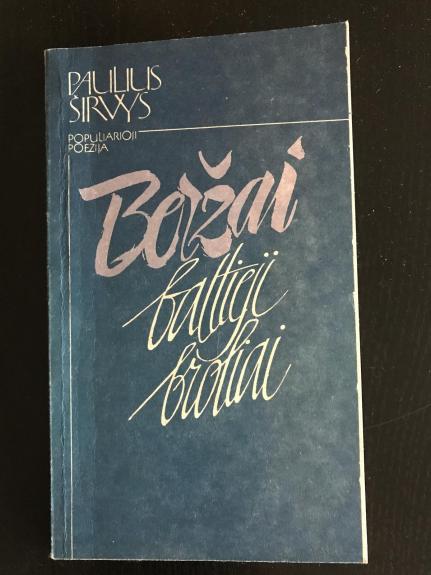 PAULIUS
ŠIRVYS
POPULIARIOJI
POEZIJA
Beržai
baltieji
broliai